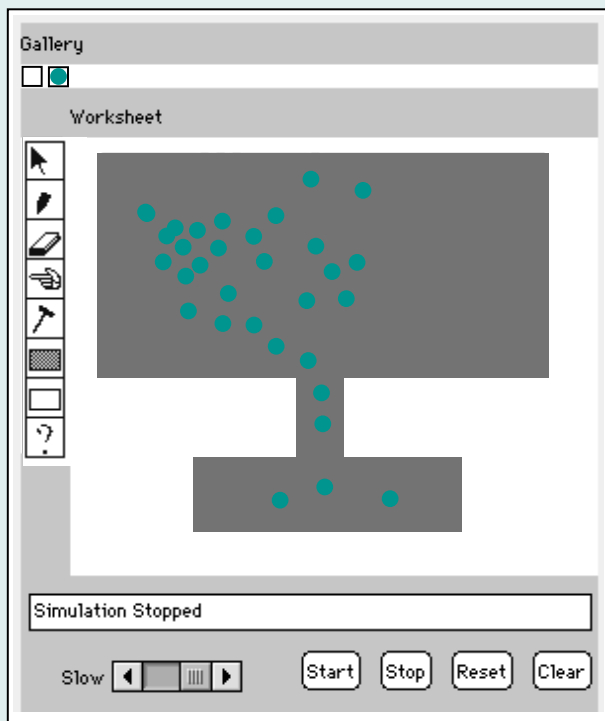 Gallery
Worksheet
?
Simulation Stopped
Slow Start Stop Reset Clear